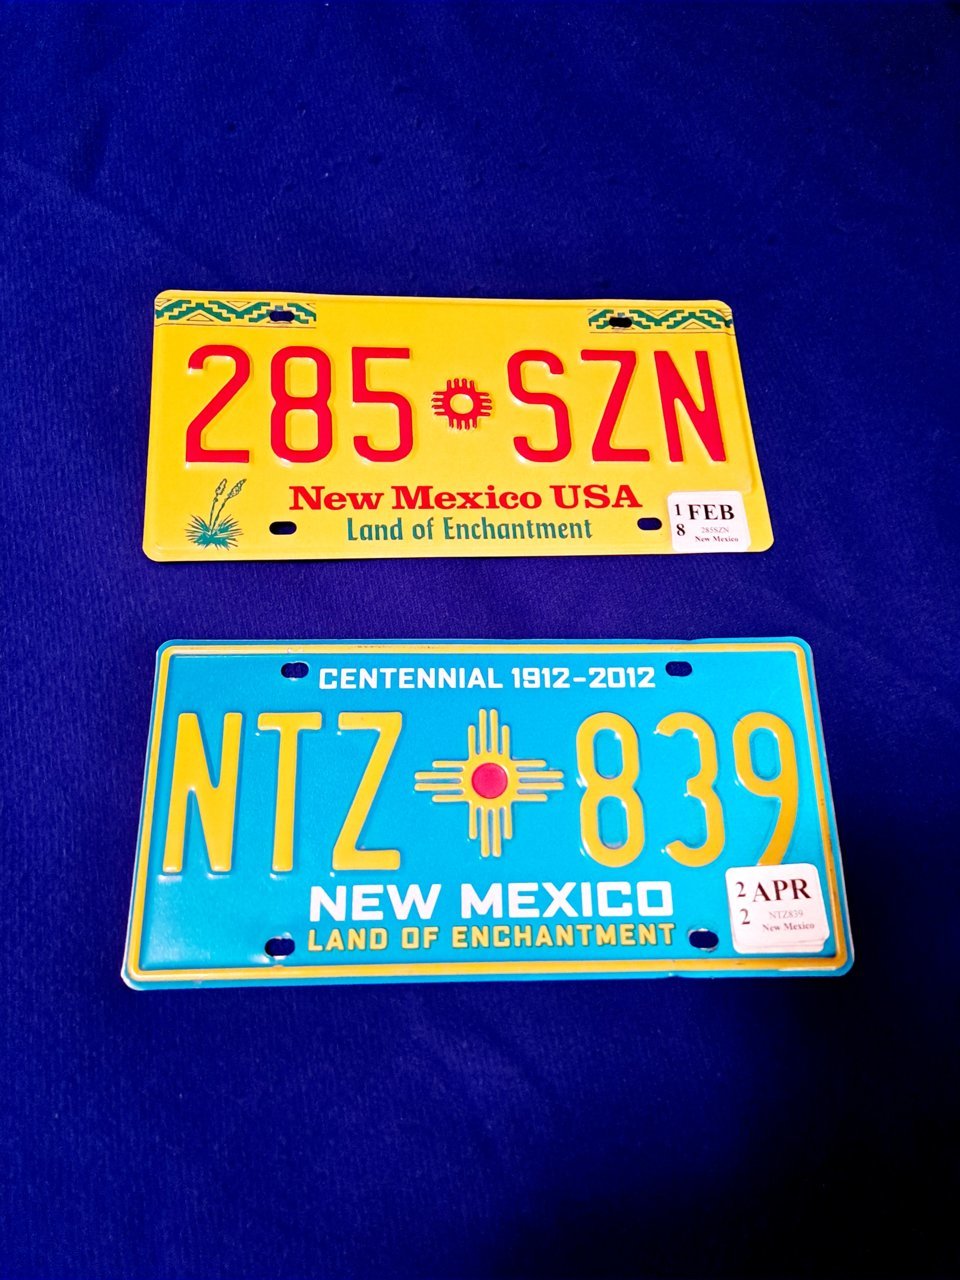 285 SZN
New Mexico USA
Land of Enchantment
1 FEB
8 285SZN
New Mexico
CENTENNIAL 1912-2012
NTZ 839
NEW MEXICO
LAND OF ENCHANTMENT
2 APR
2 NTZ839
New Mexico